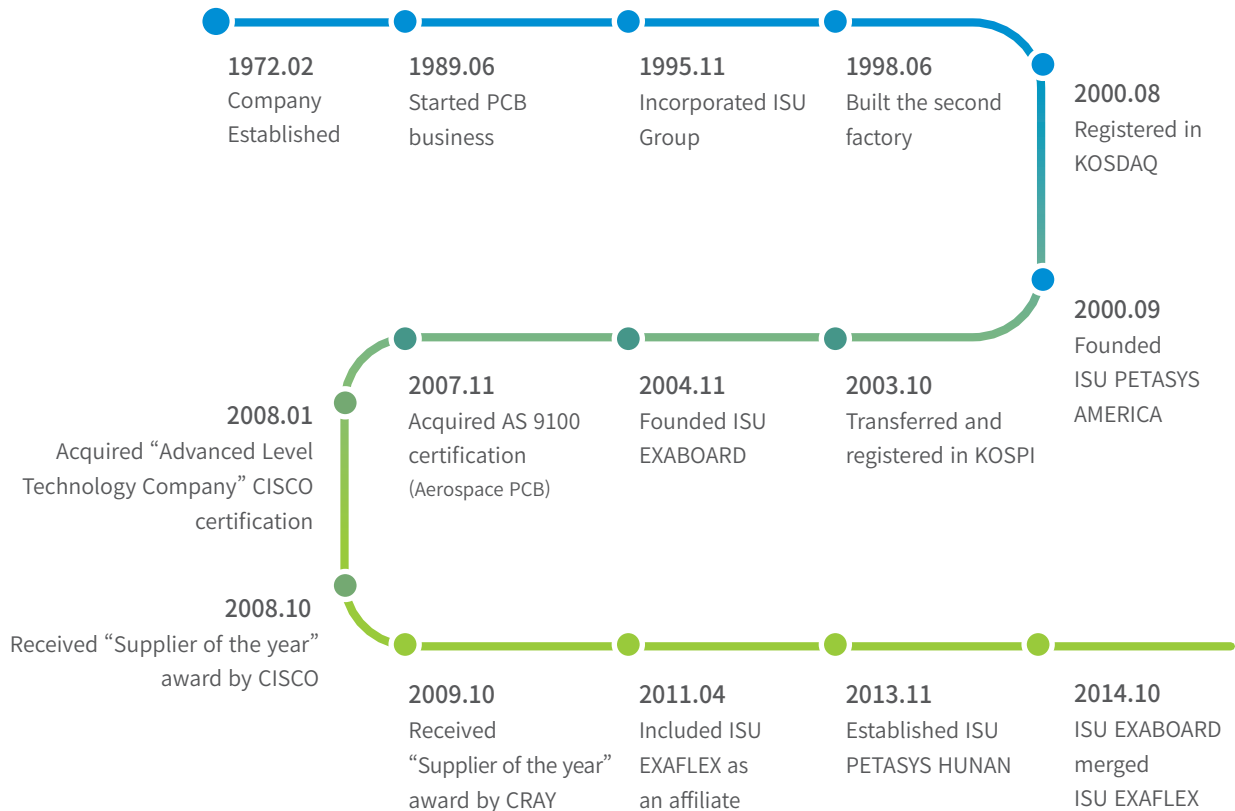 1972.02
Company
Established
1989.06
Started PCB
business
1995.11
Incorporated ISU
Group
1998.06
Built the second
factory
2000.08
Registered in
KOSDAQ
2000.09
Founded
ISU PETASYS
AMERICA
2003.10
Transferred and
registered in KOSPI
2004.11
Founded ISU
EXABOARD
2007.11
Acquired AS 9100
certification
(Aerospace PCB)
2008.01
Acquired “Advanced Level
Technology Company” CISCO
certification
2008.10
Received “Supplier of the year”
award by CISCO
2009.10
Received
“Supplier of the year”
award by CRAY
2011.04
Included ISU
EXAFLEX as
an affiliate
2013.11
Established ISU
PETASYS HUNAN
2014.10
ISU EXABOARD
merged
ISU EXAFLEX